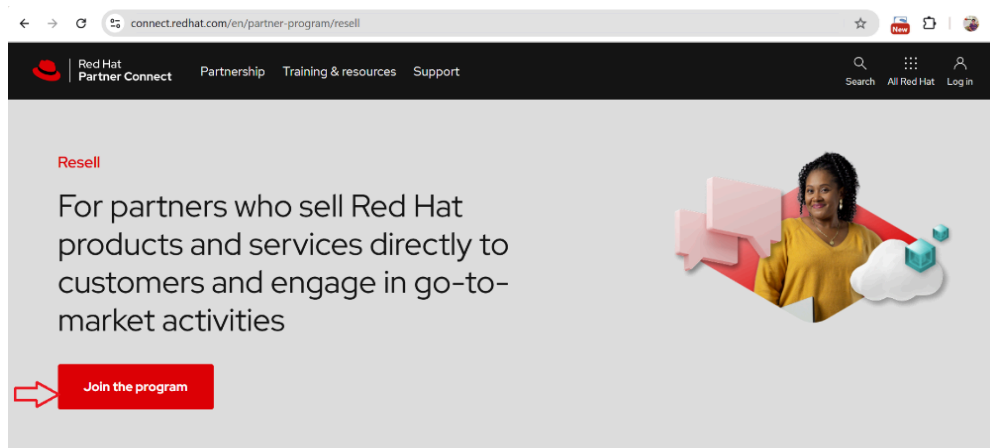 connect.redhat.com/en/partner-program/resell
New
Red Hat
Partner Connect
Partnership
Training & resources
Support
Search
All Red Hat
Log in
Resell
For partners who sell Red Hat
products and services directly to
customers and engage in go-to-
market activities
Join the program